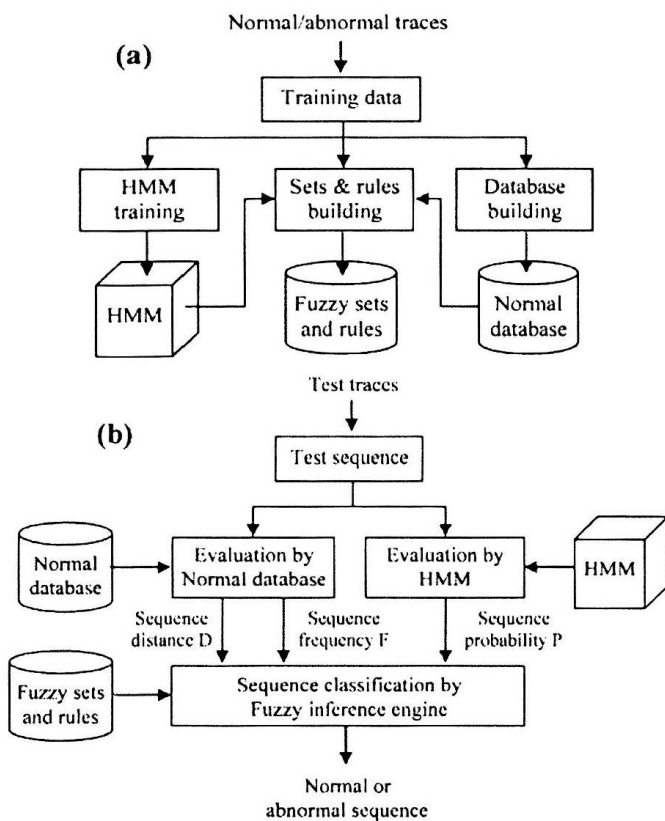 Normal/abnormal traces
(a)
Training data
HMM
training
Sets & rules
building
Database
building
HMM
Fuzzy sets
and rules
Normal
database
Test traces
(b)
Test sequence
Normal
database
Evaluation by
Normal database
Evaluation by
HMM
HMM
Sequence
distance D
Sequence
frequency F
Sequence
probability P
Fuzzy sets
and rules
Sequence classification by
Fuzzy inference engine
Normal or
abnormal sequence